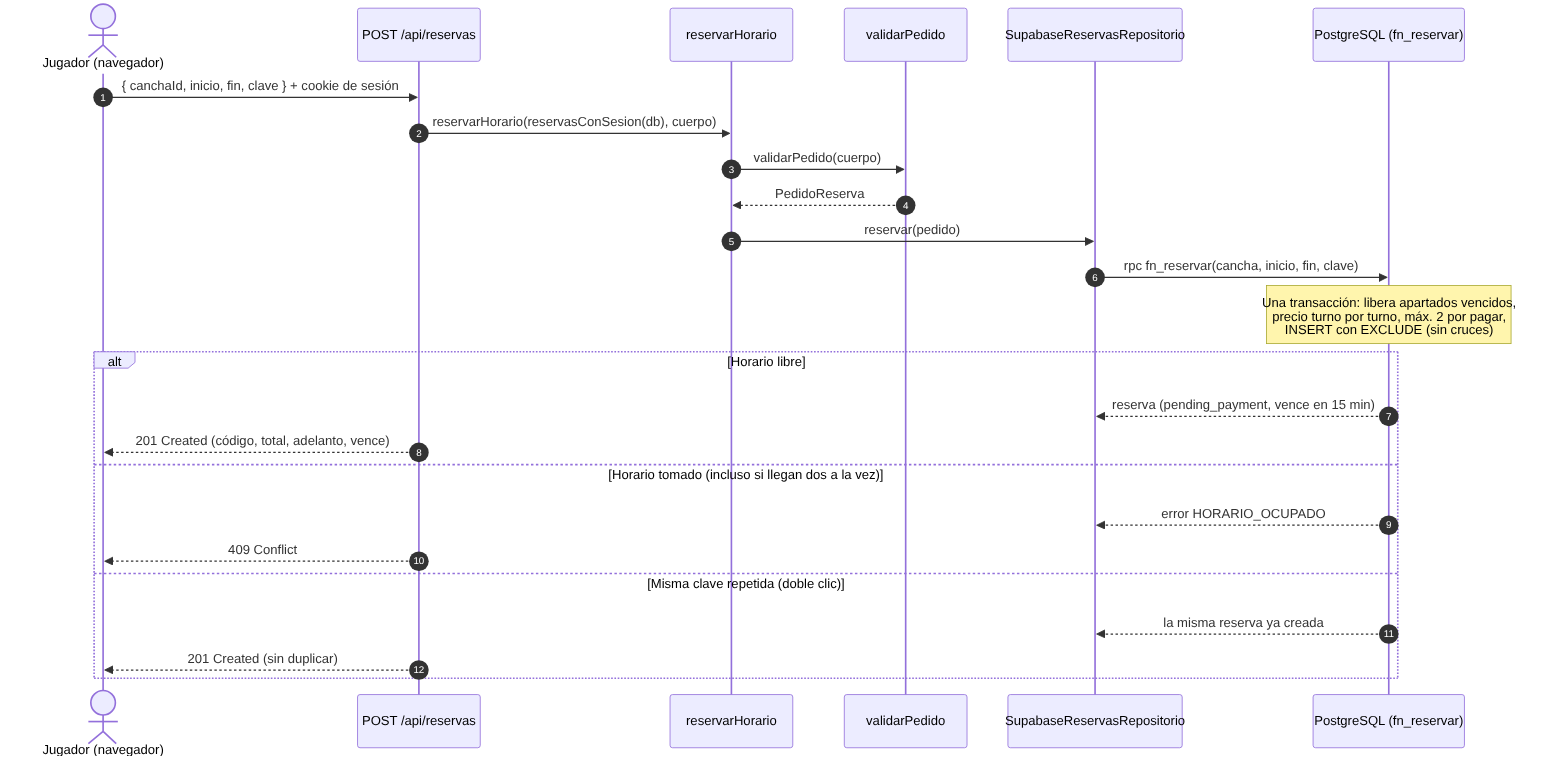 Jugador (navegador)
POST /api/reservas
reservarHorario
validarPedido
SupabaseReservasRepositorio
PostgreSQL (fn_reservar)
1
{ canchaId, inicio, fin, clave } + cookie de sesión
2
reservarHorario(reservasConSesion(db), cuerpo)
3
validarPedido(cuerpo)
PedidoReserva
4
5
reservar(pedido)
6
rpc fn_reservar(cancha, inicio, fin, clave)
Una transacción: libera apartados vencidos,
precio turno por turno, máx. 2 por pagar,
INSERT con EXCLUDE (sin cruces)
alt
[Horario libre]
reserva (pending_payment, vence en 15 min)
7
201 Created (código, total, adelanto, vence)
8
[Horario tomado (incluso si llegan dos a la vez)]
error HORARIO_OCUPADO
9
409 Conflict
10
[Misma clave repetida (doble clic)]
la misma reserva ya creada
11
201 Created (sin duplicar)
12
Jugador (navegador)
POST /api/reservas
reservarHorario
validarPedido
SupabaseReservasRepositorio
PostgreSQL (fn_reservar)